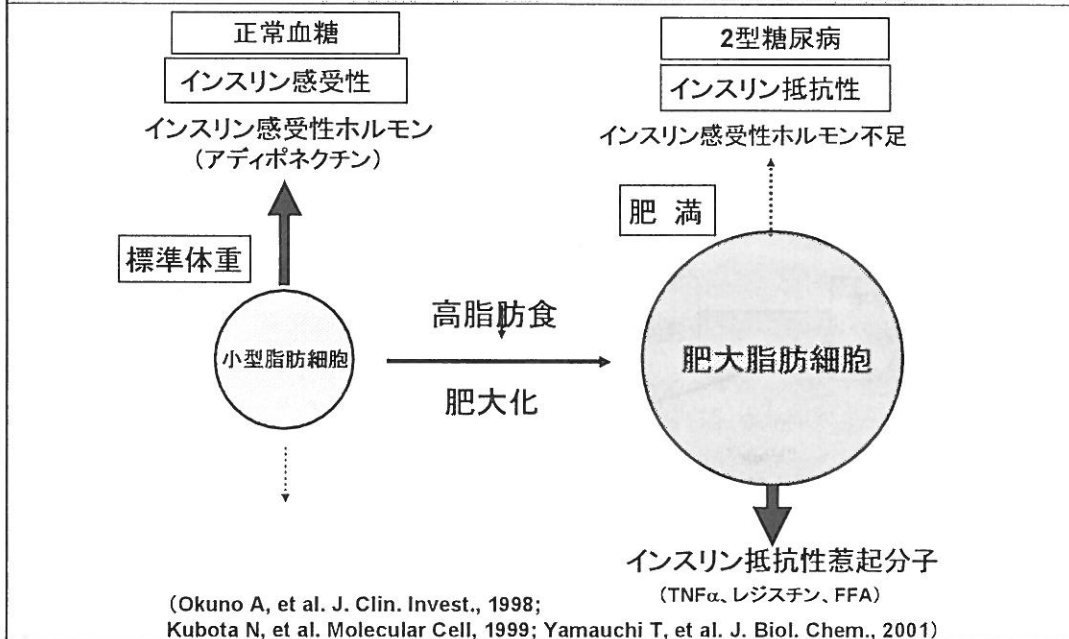 正常血糖
インスリン感受性
インスリン感受性ホルモン
（アディポネクチン）
標準体重
小型脂肪細胞
高脂肪食
肥大化
2型糖尿病
インスリン抵抗性
インスリン感受性ホルモン不足
肥 満
肥大脂肪細胞
インスリン抵抗性惹起分子
（TNFα、レジスチン、FFA）
（Okuno A, et al. J. Clin. Invest., 1998;
Kubota N, et al. Molecular Cell, 1999; Yamauchi T, et al. J. Biol. Chem., 2001)